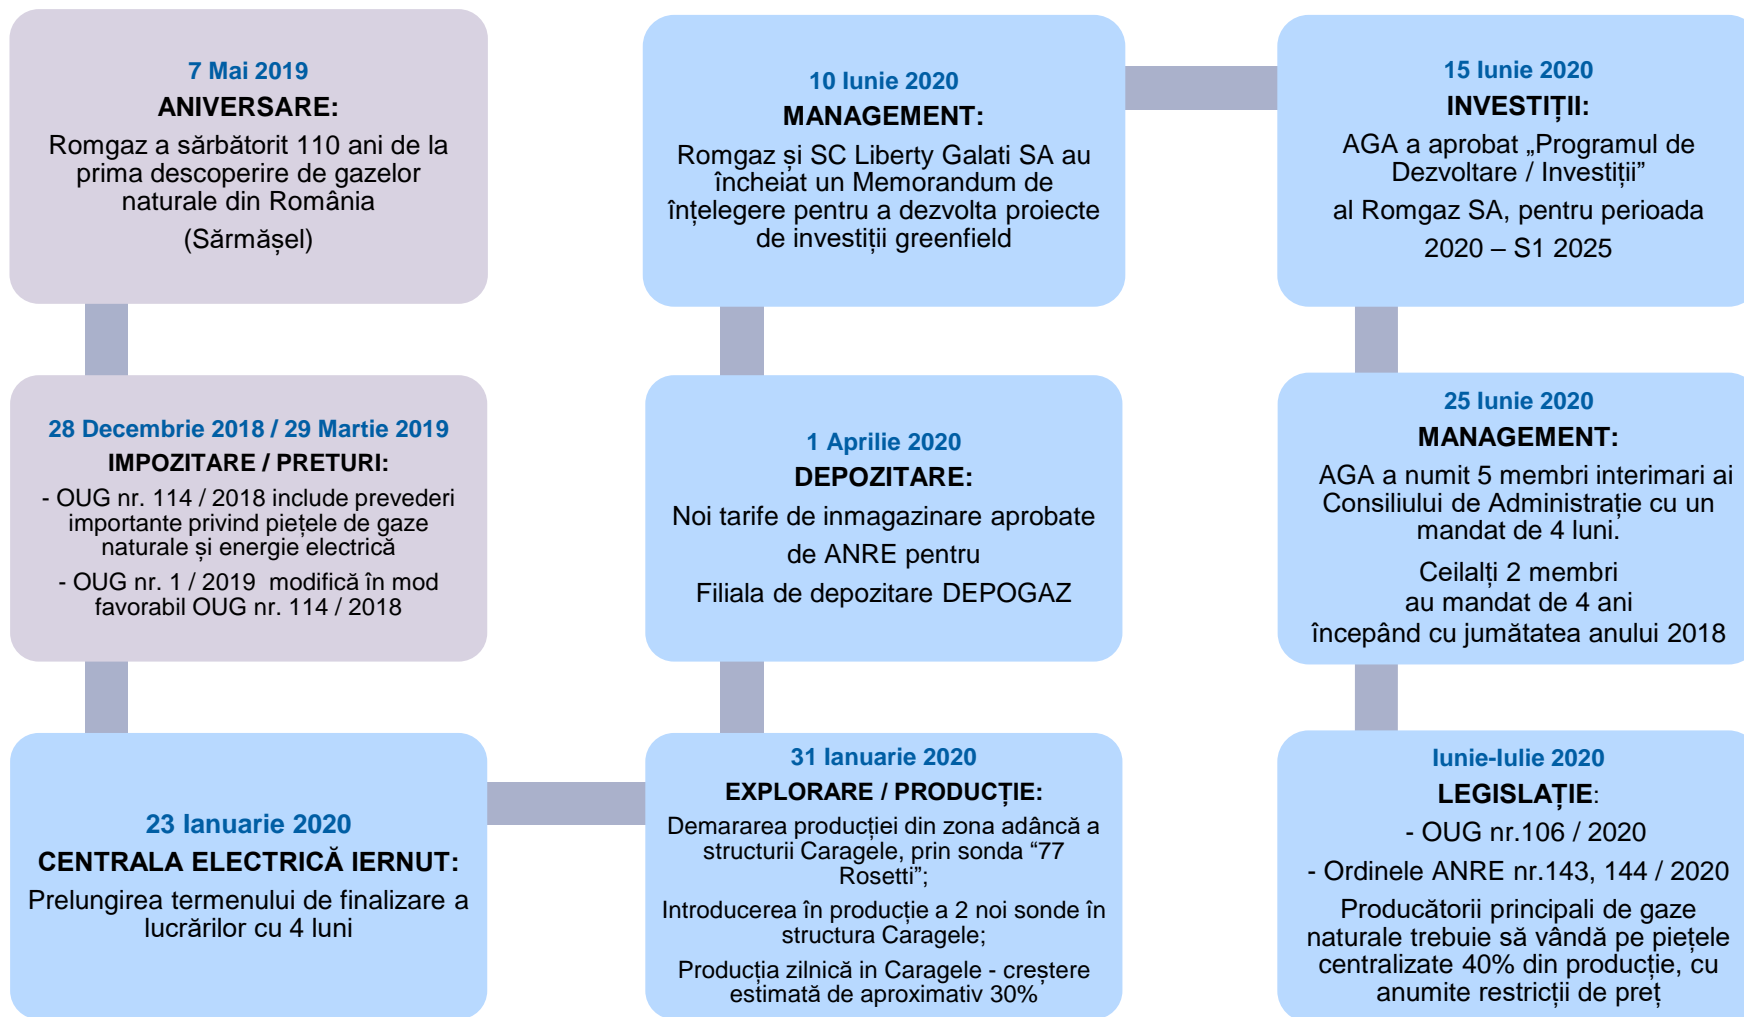 7 Mai 2019
ANIVERSARE:
Romgaz a sărbătorit 110 ani de la
prima descoperire de gazelor
naturale din România
(Sărmășel)
28 Decembrie 2018 / 29 Martie 2019
IMPOZITARE / PRETURI:
- OUG nr. 114 / 2018 include prevederi
importante privind piețele de gaze
naturale și energie electrică
- OUG nr. 1 / 2019 modifică în mod
favorabil OUG nr. 114 / 2018
23 Ianuarie 2020
CENTRALA ELECTRICĂ IERNUT:
Prelungirea termenului de finalizare a
lucrărilor cu 4 luni
31 Ianuarie 2020
EXPLORARE / PRODUCȚIE:
Demararea producției din zona adâncă a
structurii Caragele, prin sonda “77
Rosetti”;
Introducerea în producție a 2 noi sonde în
structura Caragele;
Producția zilnică in Caragele - creștere
estimată de aproximativ 30%
1 Aprilie 2020
DEPOZITARE:
Noi tarife de inmagazinare aprobate
de ANRE pentru
Filiala de depozitare DEPOGAZ
10 Iunie 2020
MANAGEMENT:
Romgaz și SC Liberty Galati SA au
încheiat un Memorandum de
înțelegere pentru a dezvolta proiecte
de investiții greenfield
15 Iunie 2020
INVESTIȚII:
AGA a aprobat „Programul de
Dezvoltare / Investiții”
al Romgaz SA, pentru perioada
2020 – S1 2025
25 Iunie 2020
MANAGEMENT:
AGA a numit 5 membri interimari ai
Consiliului de Administrație cu un
mandat de 4 luni.
Ceilalți 2 membri
au mandat de 4 ani
începând cu jumătatea anului 2018
Iunie-Iulie 2020
LEGISLAȚIE:
- OUG nr.106 / 2020
- Ordinele ANRE nr.143, 144 / 2020
Producătorii principali de gaze
naturale trebuie să vândă pe piețele
centralizate 40% din producție, cu
anumite restricții de preț